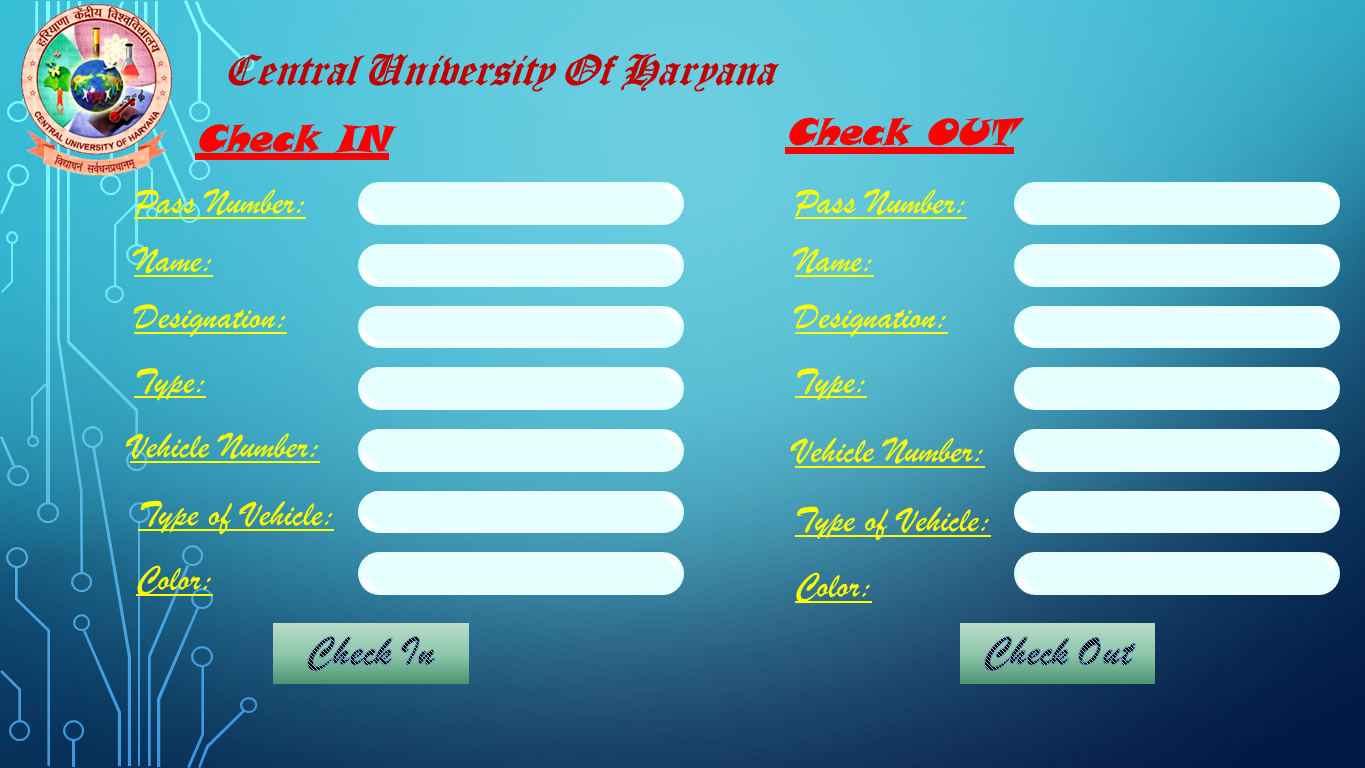 हरियाणा केंद्रीय विश्वविद्यालय
CENTRAL UNIVERSITY OF HARYANA
विद्याधनं सर्वधनप्रधानम्
Central University Of Haryana
Check IN
Pass Number:
Name:
Designation:
Type:
Vehicle Number:
Type of Vehicle:
Color:
Check In
Check OUT
Pass Number:
Name:
Designation:
Type:
Vehicle Number:
Type of Vehicle:
Color:
Check Out